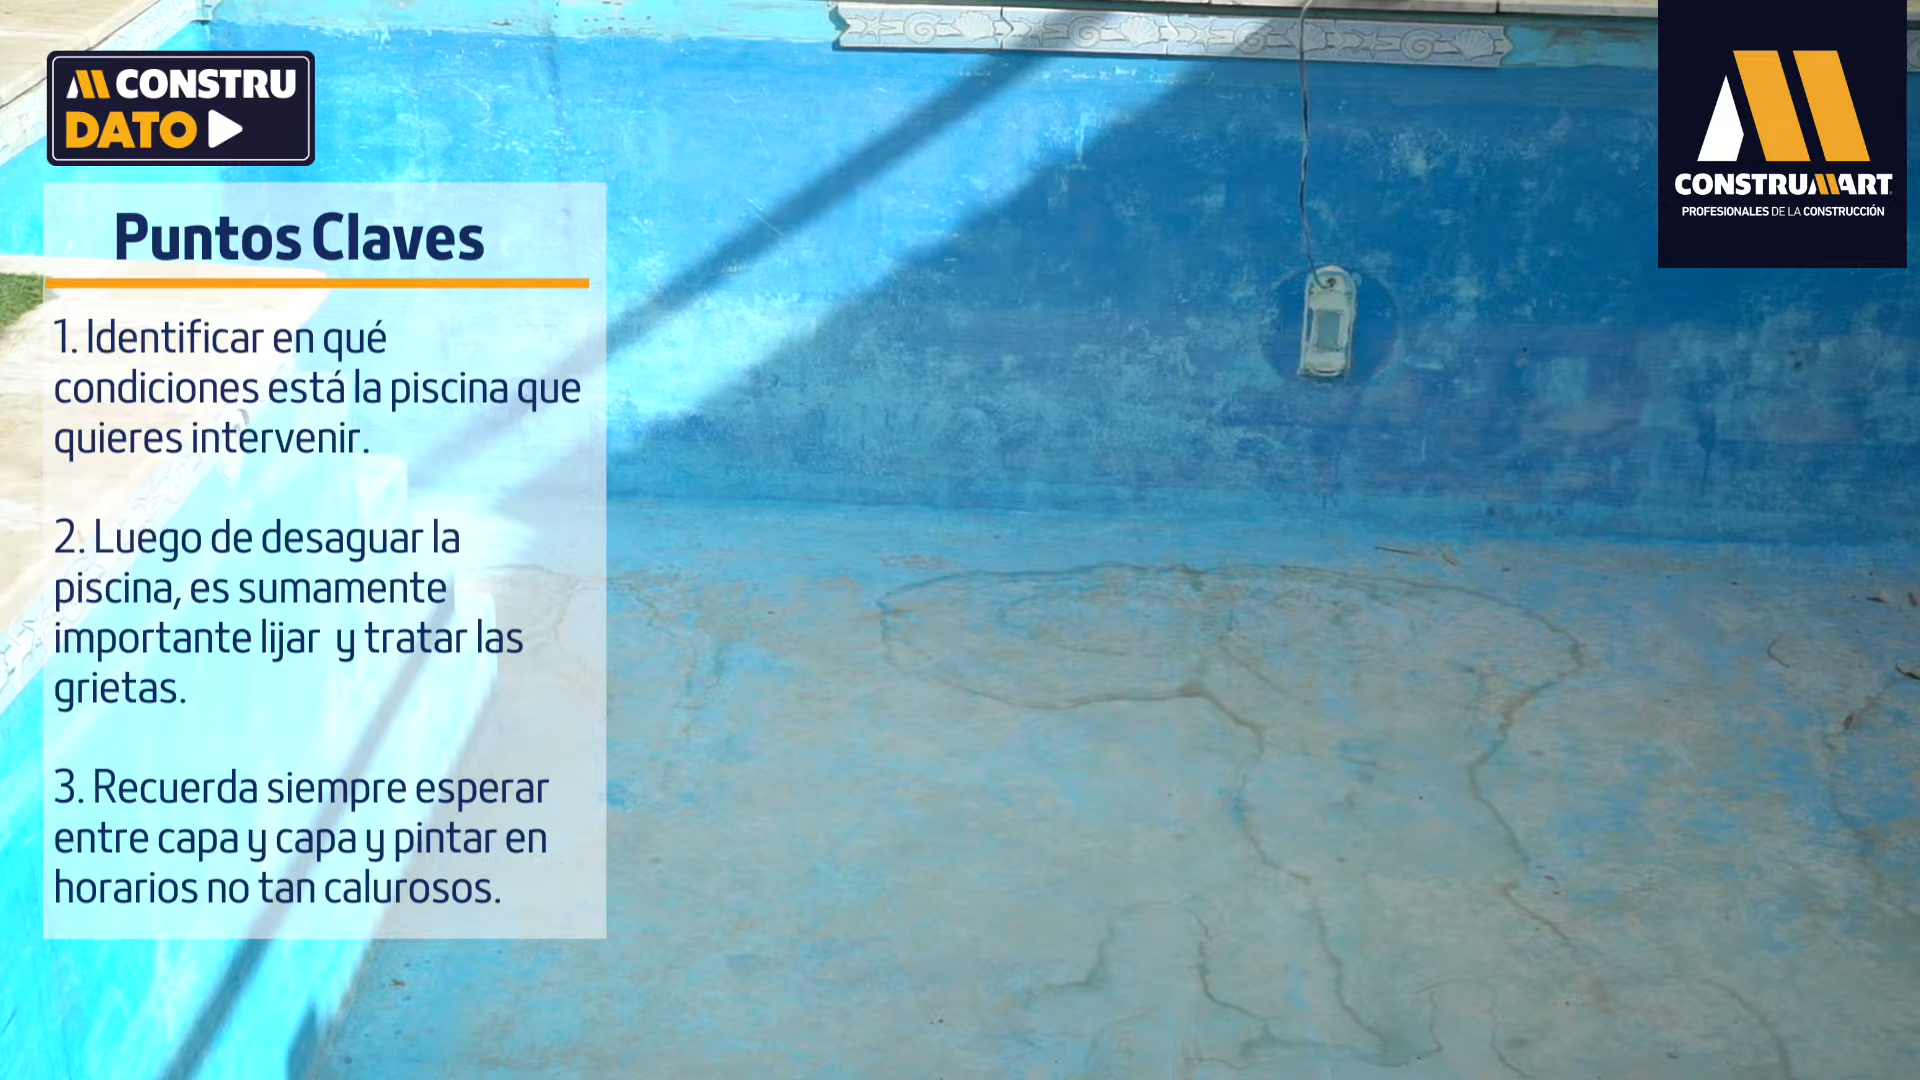 CONSTRU
DATO
CONSTRUMART
PROFESIONALES DE LA CONSTRUCCIÓN
Puntos Claves
1. Identificar en qué
condiciones está la piscina que
quieres intervenir.
2. Luego de desaguar la
piscina, es sumamente
importante lijar y tratar las
grietas.
3. Recuerda siempre esperar
entre capa y capa y pintar en
horarios no tan calurosos.